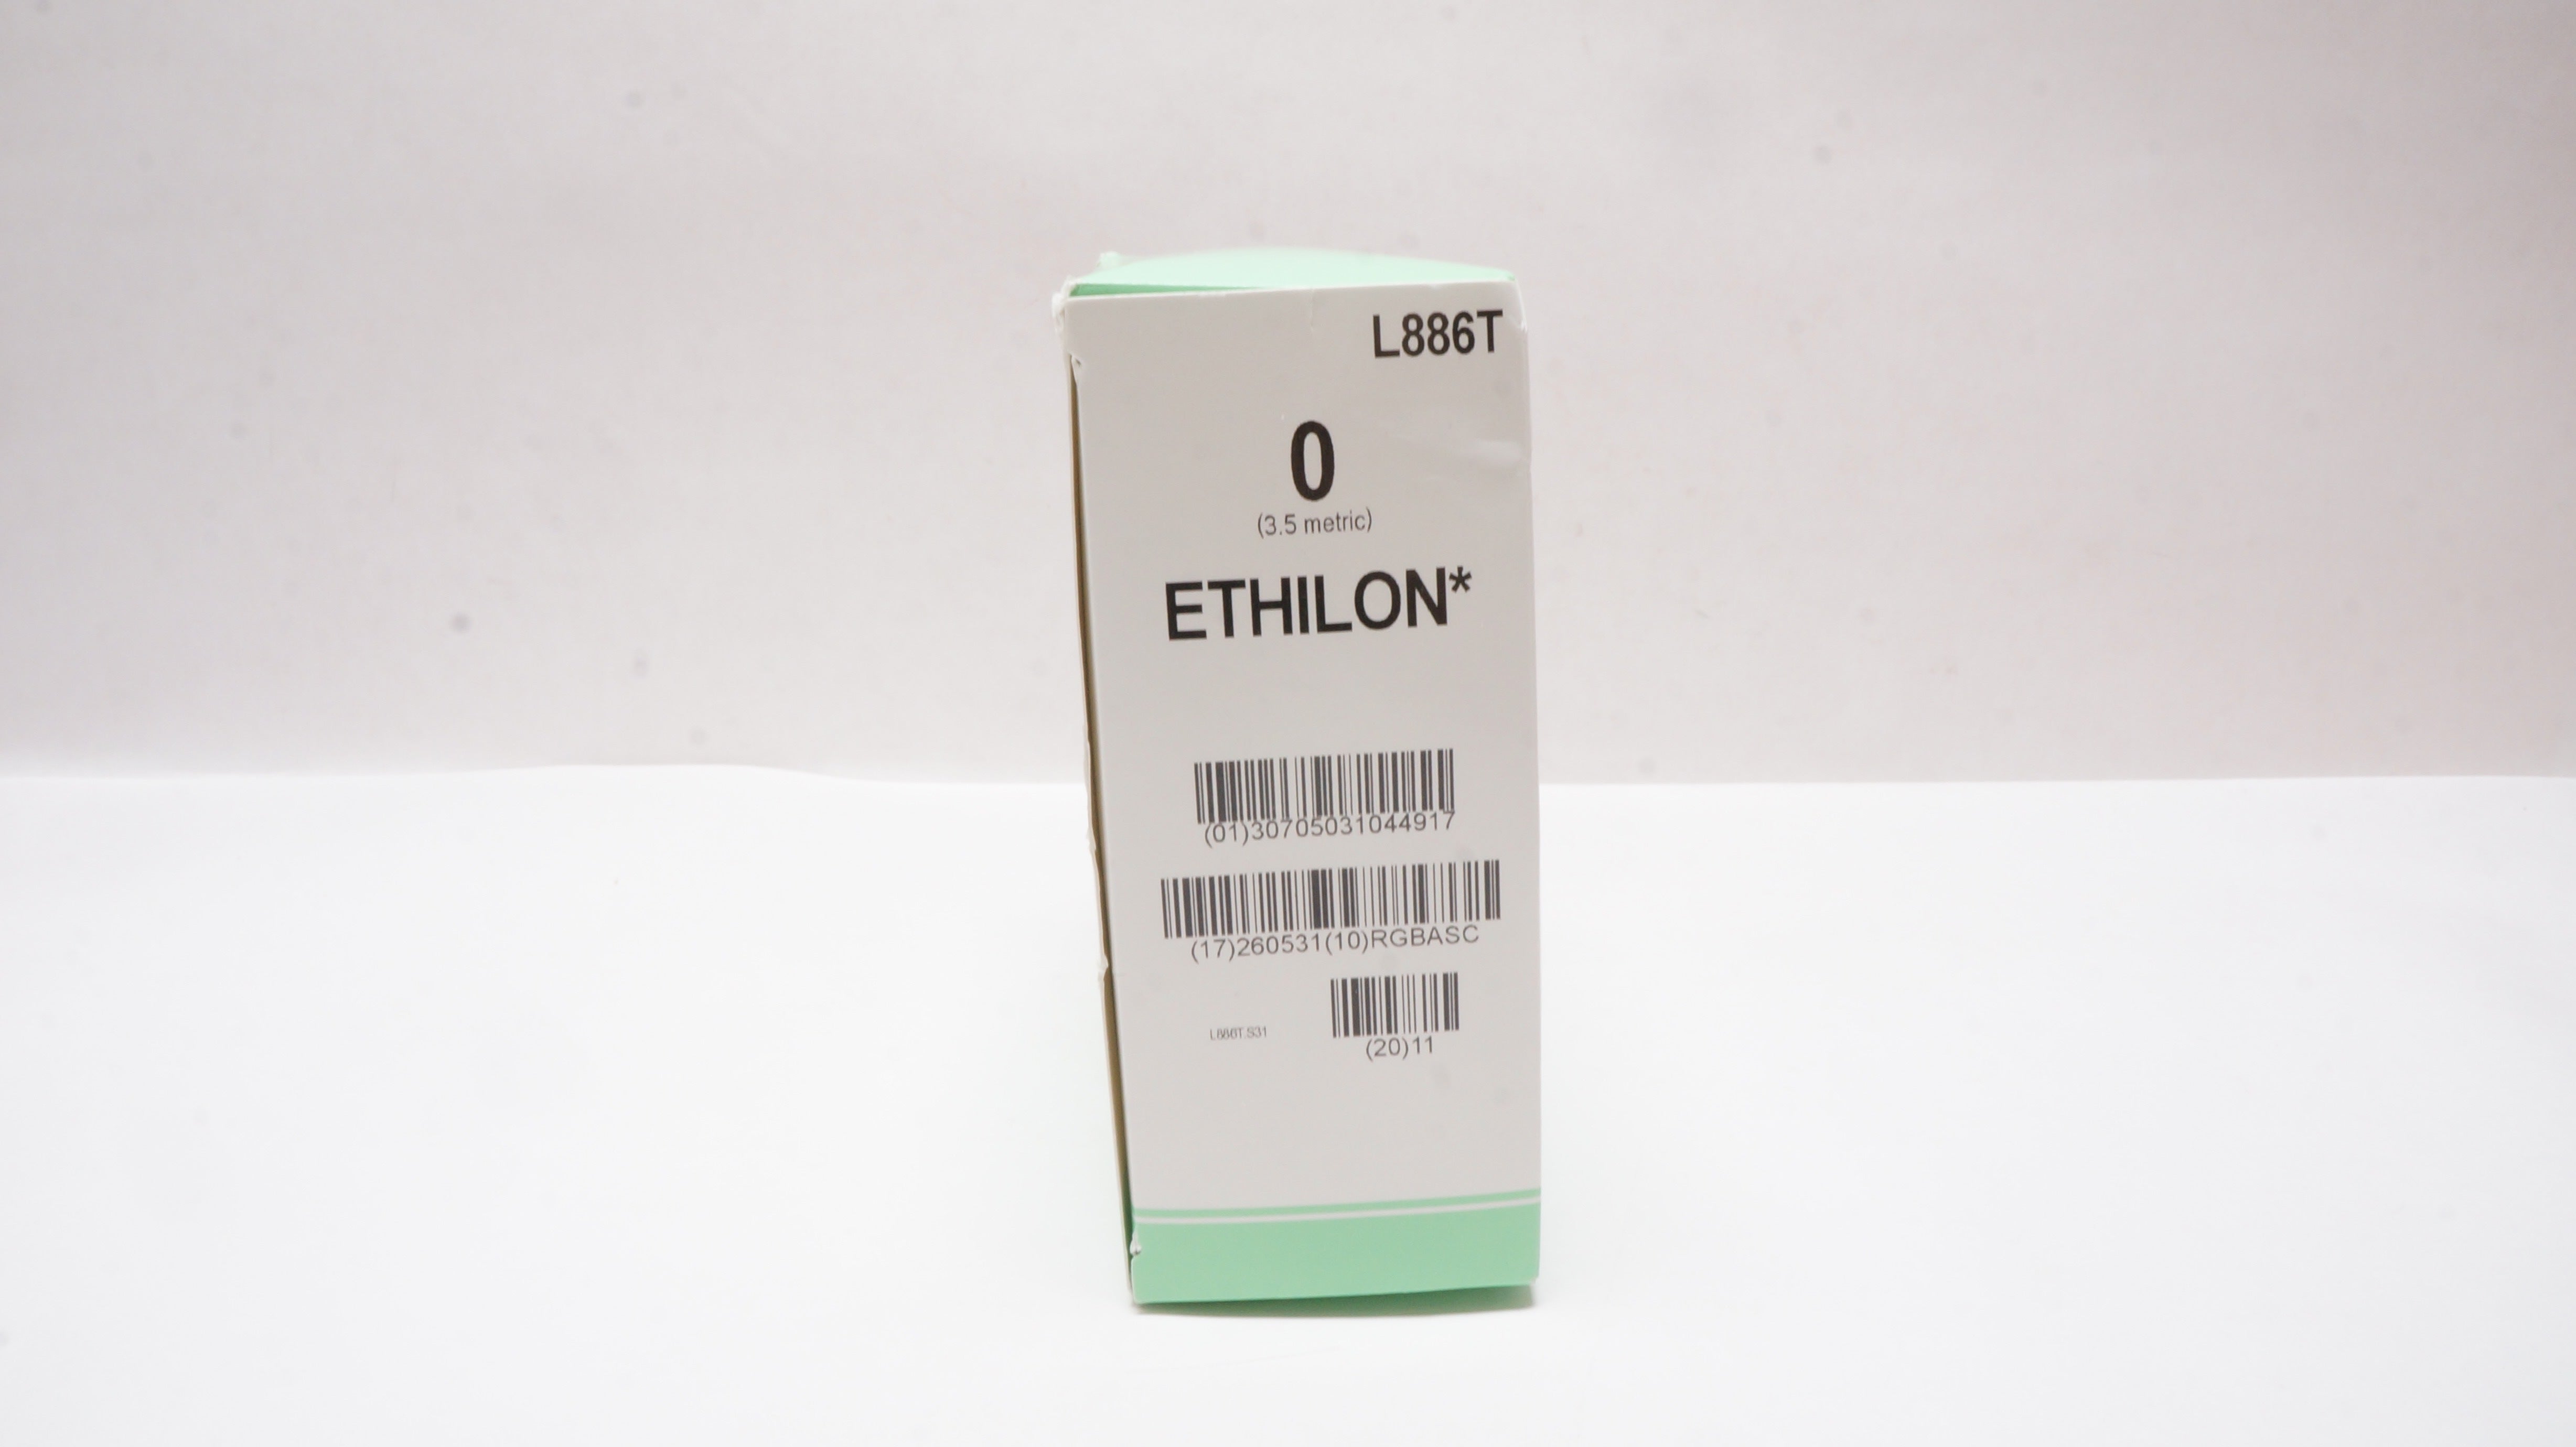 L886T
0
(3.5 metric)
ETHILON*
(01)30705031044917
(17)260531(10)RGBASC
L886T.S31
(20)11